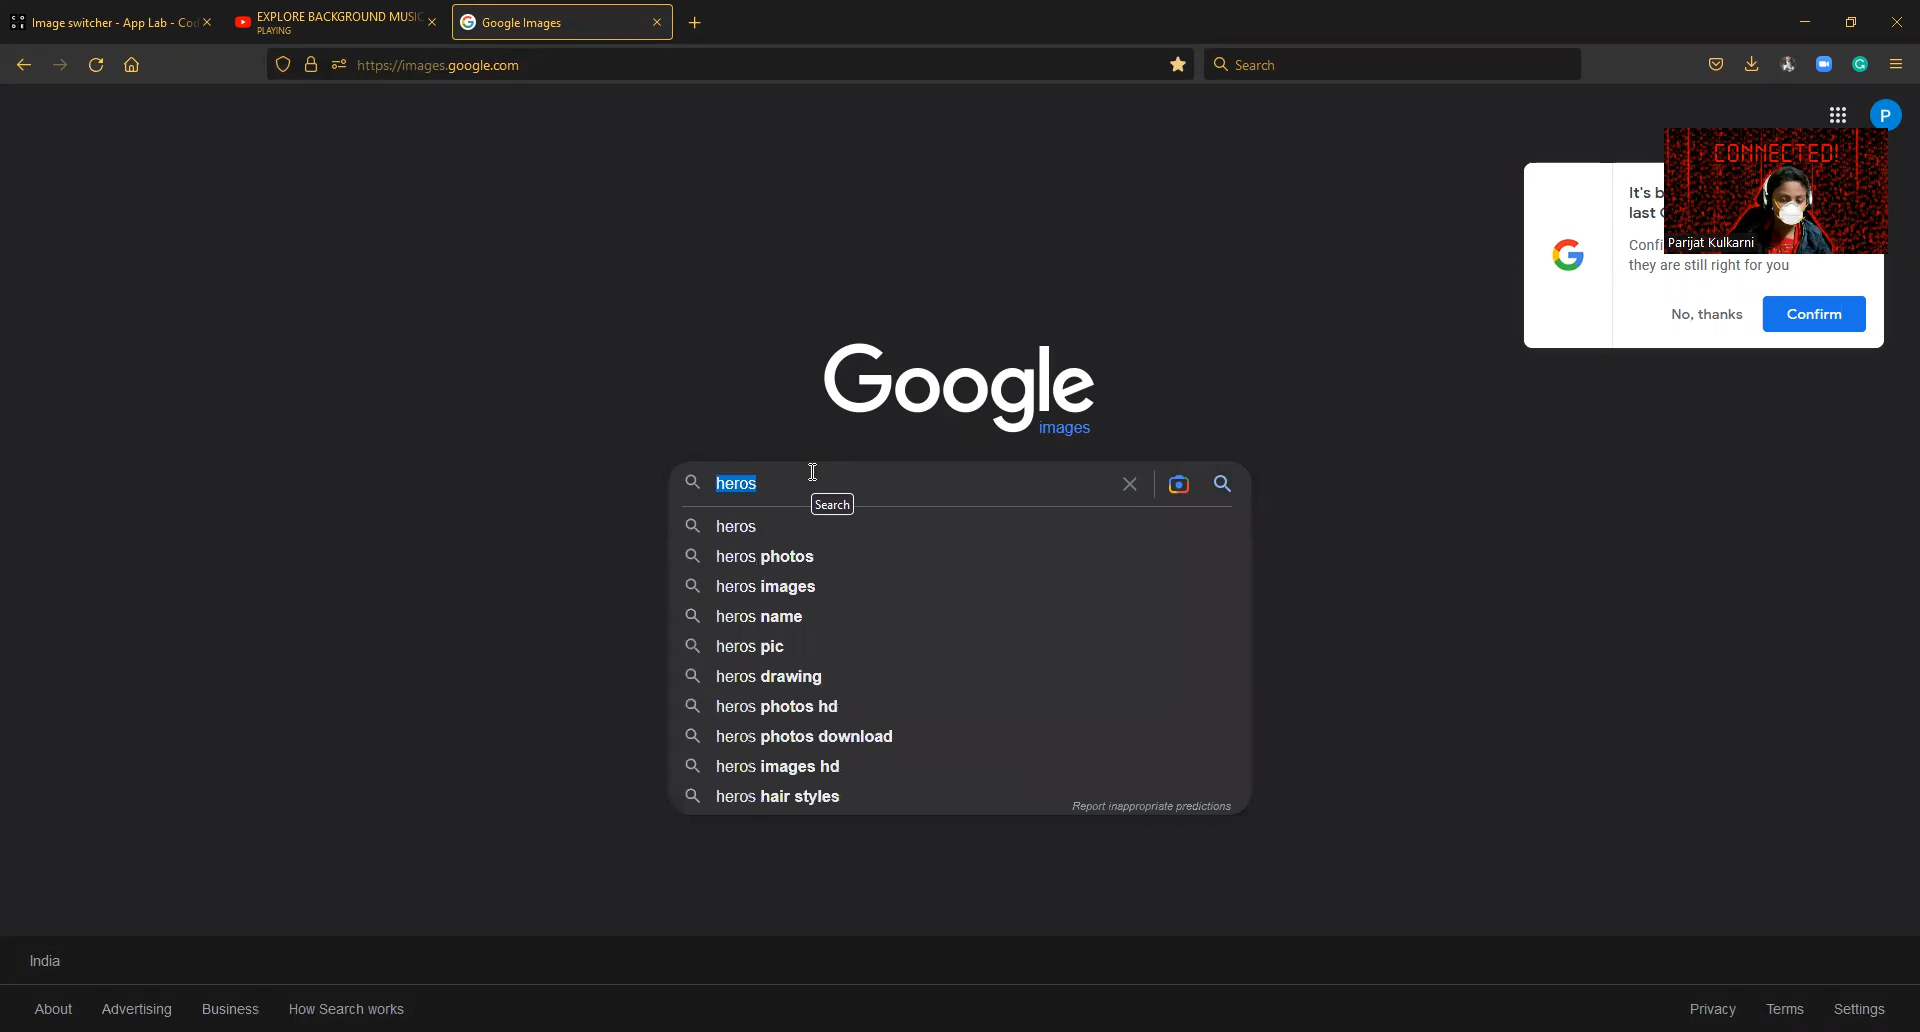 Image switcher - App Lab - Cod
EXPLORE BACKGROUND MUSIC
PLAYING
Google Images
https://images.google.com
Search
P
CONNECTED!
It's b
last
Confi
Parijat Kulkarni
they are still right for you
No, thanks
Confirm
Google
images
heros
Search
heros
heros photos
heros images
heros name
heros pic
heros drawing
heros photos hd
heros photos download
heros images hd
heros hair styles
Report inappropriate predictions
India
About
Advertising
Business
How Search works
Privacy
Terms
Settings